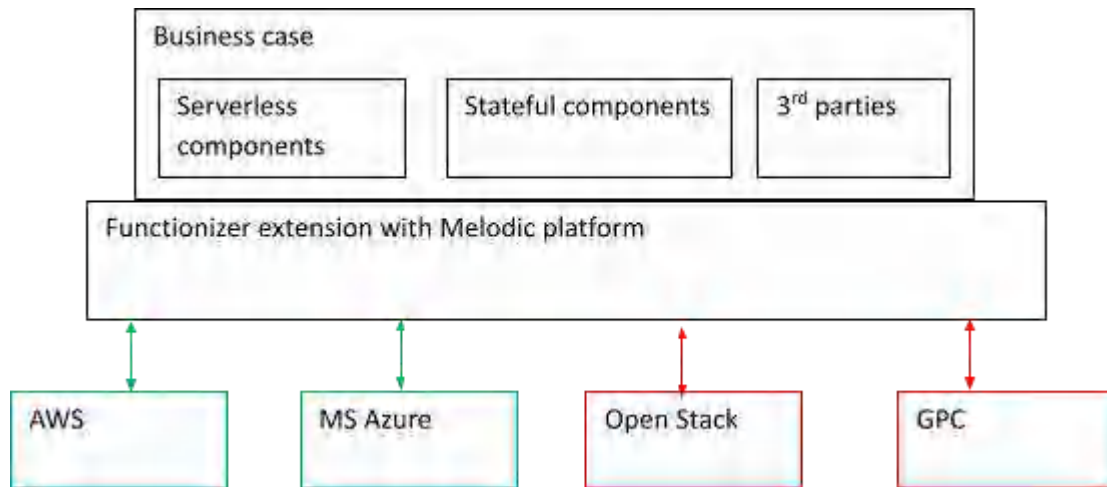 Business case
Serverless
components
Stateful components
3rd parties
Functionizer extension with Melodic platform
AWS
MS Azure
Open Stack
GPC